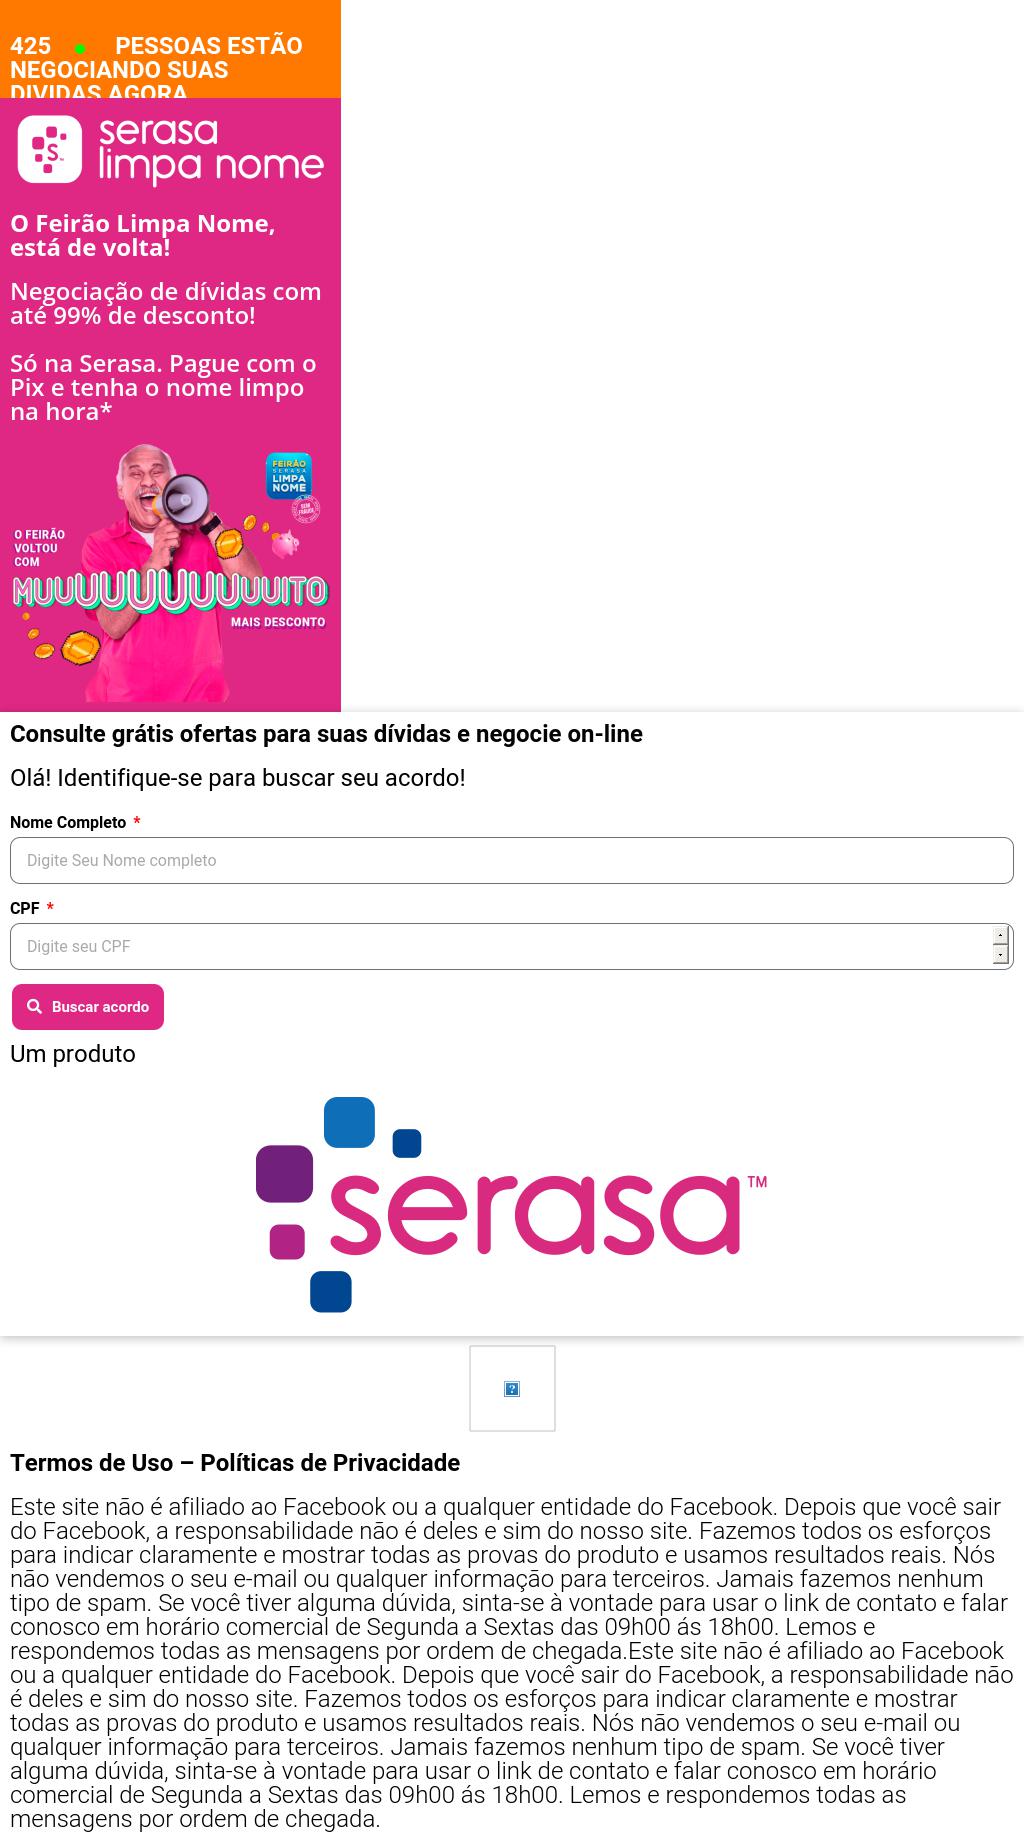 425 PESSOAS ESTÃO
NEGOCIANDO SUAS
DIVIDAS AGORA
serasa
limpa nome
S
O Feirão Limpa Nome,
está de volta!
Negociação de dívidas com
até 99% de desconto!
Só na Serasa. Pague com o
Pix e tenha o nome limpo
na hora*
FEIRÃO
SERASA
LIMPA
NOME
SEM
FRAUDE
O FEIRÃO
VOLTOU
COM
MUUUUUUUUUUUITO
MAIS DESCONTO
Consulte grátis ofertas para suas dívidas e negocie on-line
Olá! Identifique-se para buscar seu acordo!
Nome Completo *
Digite Seu Nome completo
CPF *
Digite seu CPF
Buscar acordo
Um produto
serasa TM
Termos de Uso – Políticas de Privacidade
Este site não é afiliado ao Facebook ou a qualquer entidade do Facebook. Depois que você sair
do Facebook, a responsabilidade não é deles e sim do nosso site. Fazemos todos os esforços
para indicar claramente e mostrar todas as provas do produto e usamos resultados reais. Nós
não vendemos o seu e-mail ou qualquer informação para terceiros. Jamais fazemos nenhum
tipo de spam. Se você tiver alguma dúvida, sinta-se à vontade para usar o link de contato e falar
conosco em horário comercial de Segunda a Sextas das 09h00 ás 18h00. Lemos e
respondemos todas as mensagens por ordem de chegada.Este site não é afiliado ao Facebook
ou a qualquer entidade do Facebook. Depois que você sair do Facebook, a responsabilidade não
é deles e sim do nosso site. Fazemos todos os esforços para indicar claramente e mostrar
todas as provas do produto e usamos resultados reais. Nós não vendemos o seu e-mail ou
qualquer informação para terceiros. Jamais fazemos nenhum tipo de spam. Se você tiver
alguma dúvida, sinta-se à vontade para usar o link de contato e falar conosco em horário
comercial de Segunda a Sextas das 09h00 ás 18h00. Lemos e respondemos todas as
mensagens por ordem de chegada.